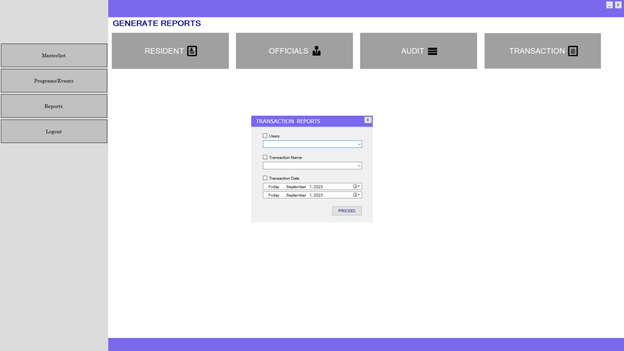 GENERATE REPORTS
RESIDENT
OFFICIALS
AUDIT
TRANSACTION
Masterlist
Programs/Events
Reports
Logout
TRANSACTION REPORTS
X
Users
Transaction Name
Transaction Date
Friday , September 1, 2023
Friday , September 1, 2023
PROCEED